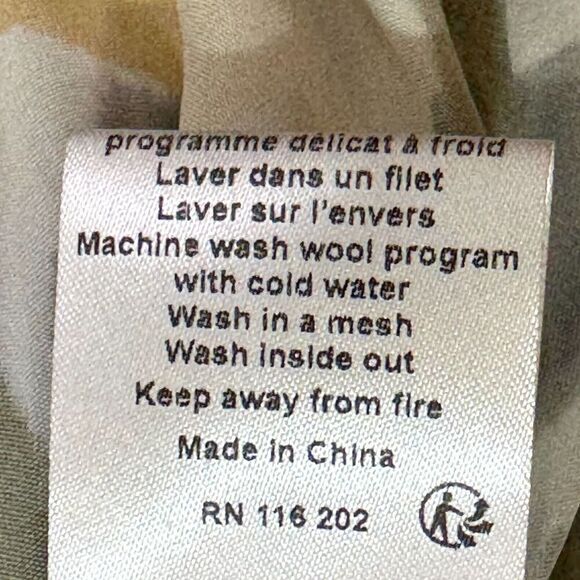 programme délicat à froid
Laver dans un filet
Laver sur l'envers
Machine wash wool program
with cold water
Wash in a mesh
Wash inside out
Keep away from fire
Made in China
RN 116 202